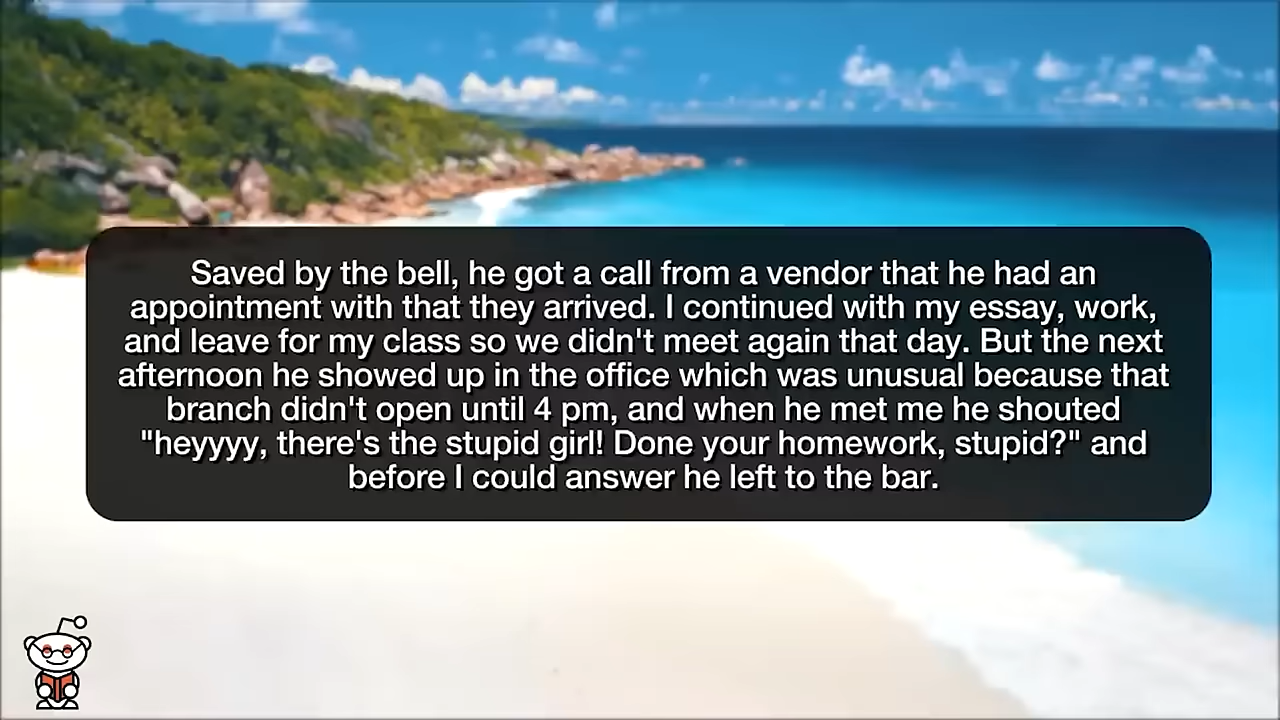 Saved by the bell, he got a call from a vendor that he had an
appointment with that they arrived. I continued with my essay, work,
and leave for my class so we didn't meet again that day. But the next
afternoon he showed up in the office which was unusual because that
branch didn't open until 4 pm, and when he met me he shouted
"heyyyy, there's the stupid girl! Done your homework, stupid?" and
before I could answer he left to the bar.